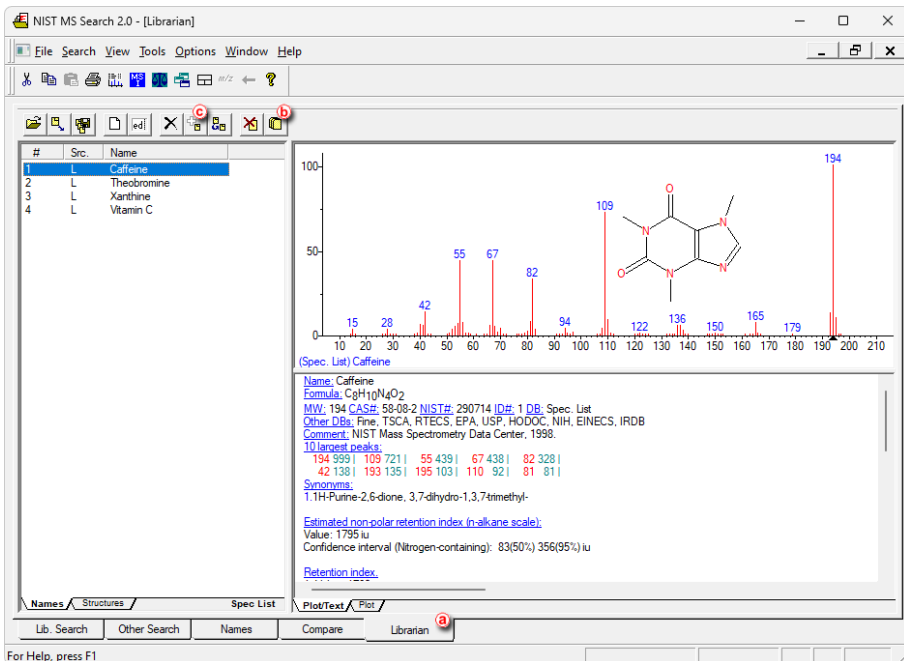 NIST MS Search 2.0 - [Librarian]
File Search View Tools Options Window Help
c b
# Src. Name
1 L Caffeine
2 L Theobromine
3 L Xanthine
4 L Vitamin C
100
50
0
15 28 42 55 67 82 94 109 122 136 150 165 179 194
10 20 30 40 50 60 70 80 90 100 110 120 130 140 150 160 170 180 190 200 210
O N N O N N
(Spec. List) Caffeine
Name: Caffeine
Formula: C8H10N4O2
MW: 194 CAS#: 58-08-2 NIST#: 290714 ID#: 1 DB: Spec. List
Other DBs: Fine, TSCA, RTECS, EPA, USP, HODOC, NIH, EINECS, IRDB
Comment: NIST Mass Spectrometry Data Center, 1998.
10 largest peaks:
194 999 | 109 721 | 55 439 | 67 438 | 82 328 |
42 138 | 193 135 | 195 103 | 110 92 | 81 81 |
Synonyms:
1.1H-Purine-2,6-dione, 3,7-dihydro-1,3,7-trimethyl-
Estimated non-polar retention index (n-alkane scale):
Value: 1795 iu
Confidence interval (Nitrogen-containing): 83(50%) 356(95%) iu
Retention index.
Names Structures Spec List
Plot/Text Plot
a
Lib. Search Other Search Names Compare Librarian
For Help, press F1